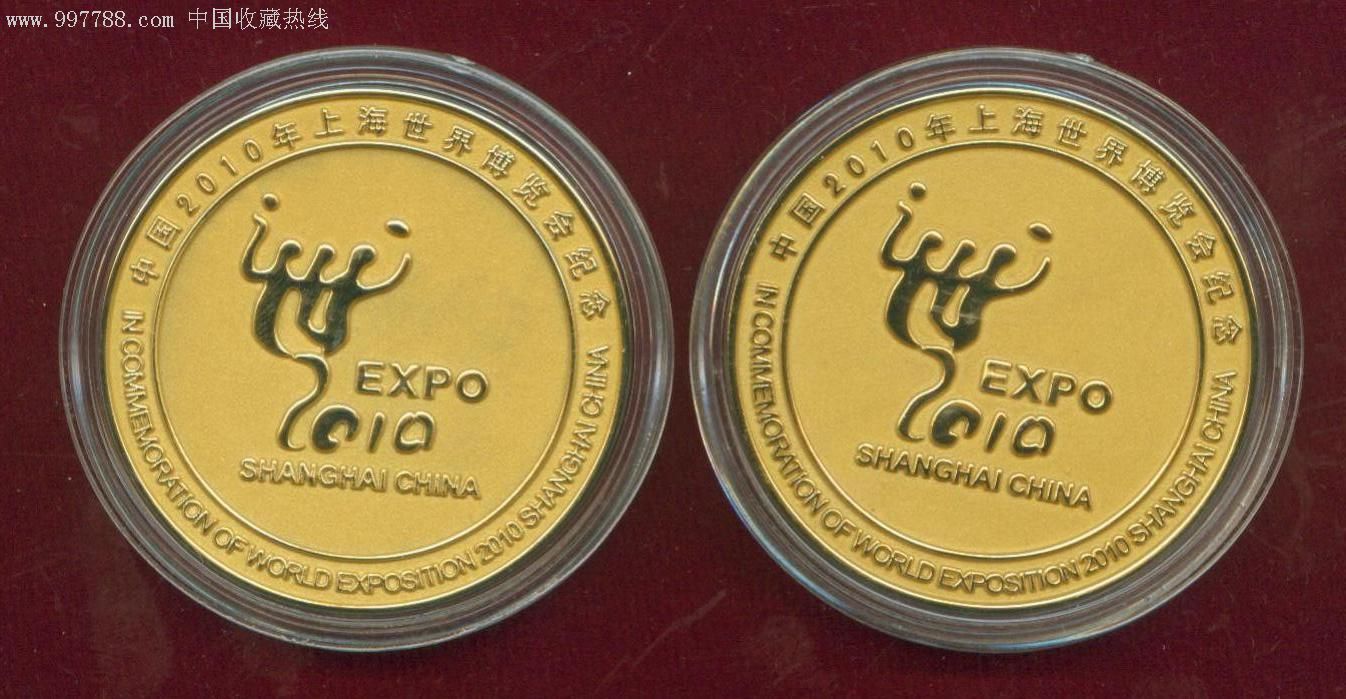 www.997788.com 中国收藏热线
中国2010年上海世界博览会纪念
EXPO
2010
SHANGHAI CHINA
IN COMMEMORATION OF WORLD EXPOSITION 2010 SHANGHAI CHINA
中国2010年上海世界博览会纪念
EXPO
2010
SHANGHAI CHINA
IN COMMEMORATION OF WORLD EXPOSITION 2010 SHANGHAI CHINA